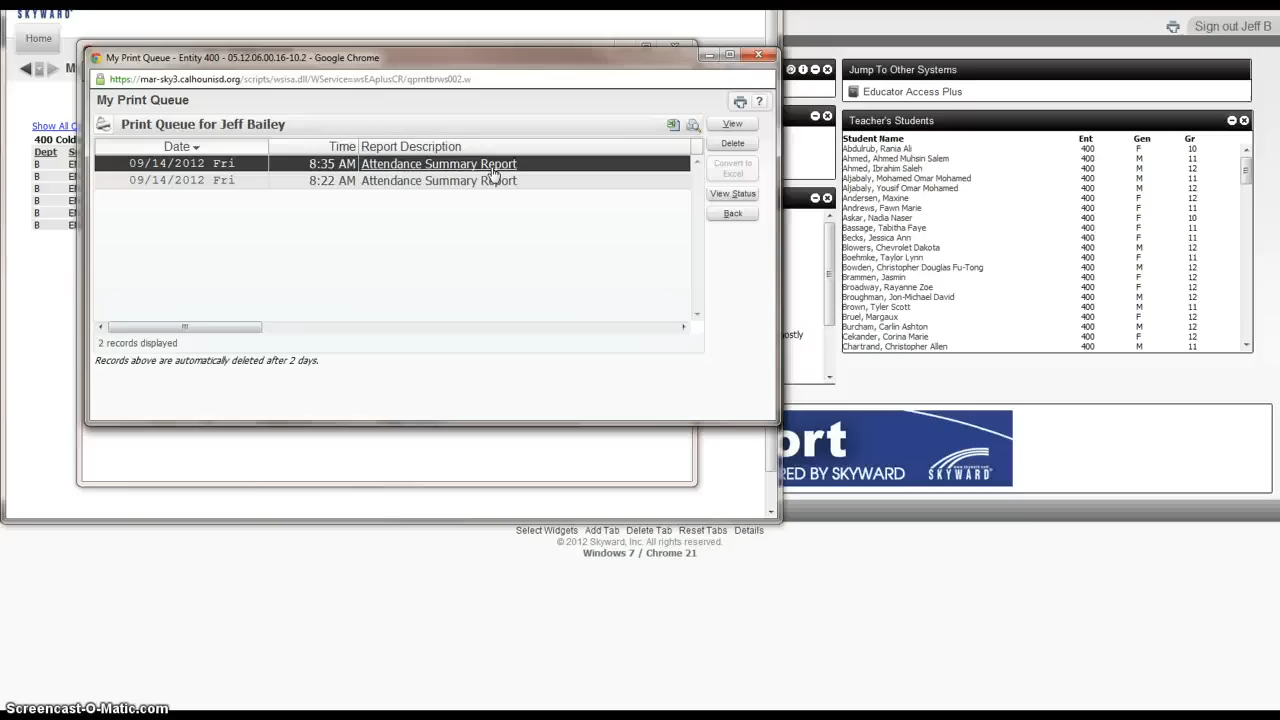 SKYWARD
Home
Sign out Jeff B
My Print Queue - Entity 400 - 05.12.06.00.16-10.2 - Google Chrome
https://mar-sky3.calhounisd.org/scripts/wsisa.dll/WService=wsEAplusCR/qprntbrws002.w
My Print Queue
Print Queue for Jeff Bailey
Date Time Report Description
09/14/2012 Fri 8:35 AM Attendance Summary Report
09/14/2012 Fri 8:22 AM Attendance Summary Report
View
Delete
Convert to
Excel
View Status
Back
2 records displayed
Records above are automatically deleted after 2 days.
M
Show All C
400 Cold
Dept
B
B
B
B
B
B
ostly
Jump To Other Systems
Educator Access Plus
Teacher's Students
Student Name Ent Gen Gr
Abdulrub, Rania Ali 400 F 10
Ahmed, Ahmed Muhsin Salem 400 M 11
Ahmed, Ibrahim Saleh 400 M 12
Aljabaly, Mohamed Omar Mohamed 400 M 11
Aljabaly, Yousif Omar Mohamed 400 M 12
Andersen, Maxine 400 F 12
Andrews, Fawn Marie 400 F 11
Askar, Nadia Naser 400 F 10
Bassage, Tabitha Faye 400 F 11
Becks, Jessica Ann 400 F 11
Blowers, Chevrolet Dakota 400 M 12
Boehmke, Taylor Lynn 400 F 11
Bowden, Christopher Douglas Fu-Tong 400 M 12
Brammen, Jasmin 400 F 12
Broadway, Rayanne Zoe 400 F 12
Broughman, Jon-Michael David 400 M 12
Brown, Tyler Scott 400 M 11
Bruel, Margaux 400 F 12
Burcham, Carlin Ashton 400 M 12
Cekander, Corina Marie 400 F 12
Chartrand, Christopher Allen 400 M 11
ort
RED BY SKYWARD
SKYWARD
Select Widgets Add Tab Delete Tab Reset Tabs Details
© 2012 Skyward, Inc. All rights reserved.
Windows 7 / Chrome 21
Screencast-O-Matic.com